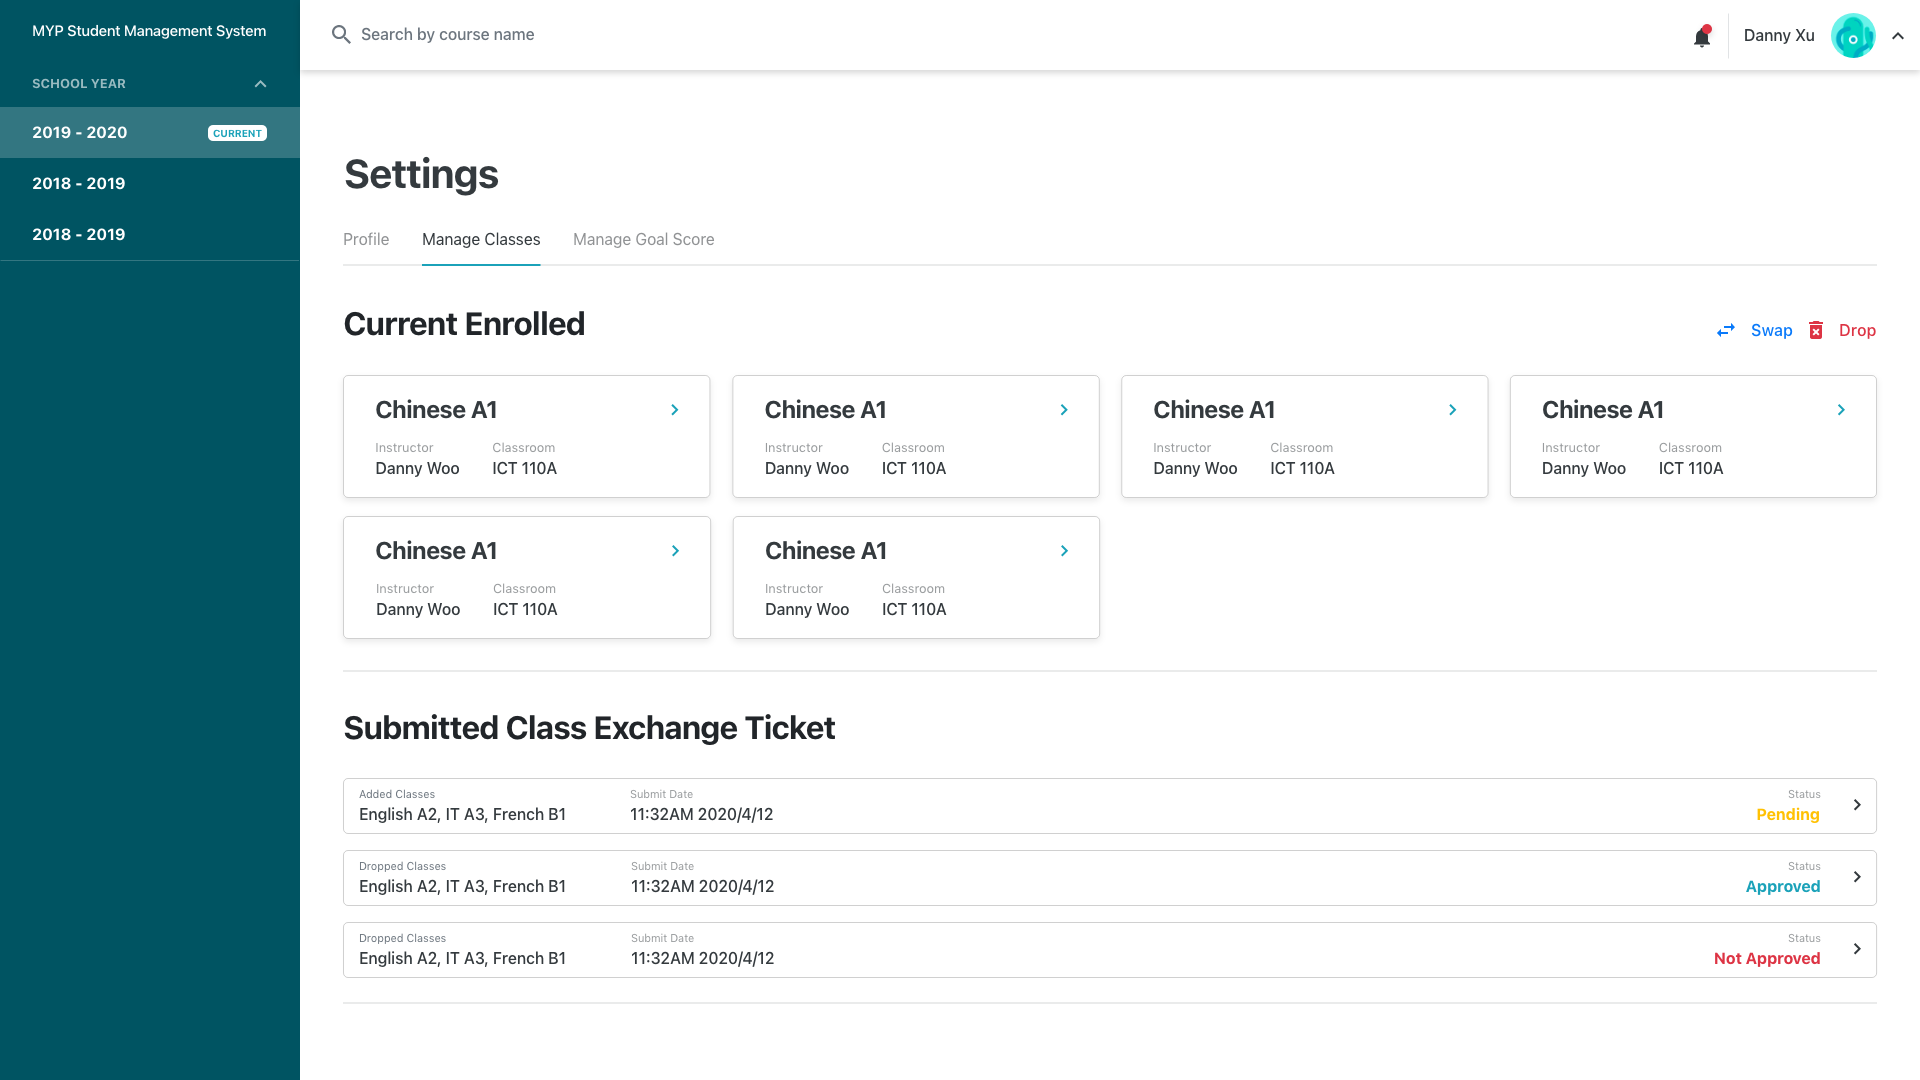 MYP Student Management System
SCHOOL YEAR
2019 - 2020 CURRENT
2018 - 2019
2018 - 2019
Search by course name
Danny Xu
Settings
Profile Manage Classes Manage Goal Score
Current Enrolled
Swap Drop
Chinese A1
Instructor Classroom
Danny Woo ICT 110A
Chinese A1
Instructor Classroom
Danny Woo ICT 110A
Chinese A1
Instructor Classroom
Danny Woo ICT 110A
Chinese A1
Instructor Classroom
Danny Woo ICT 110A
Chinese A1
Instructor Classroom
Danny Woo ICT 110A
Chinese A1
Instructor Classroom
Danny Woo ICT 110A
Submitted Class Exchange Ticket
Added Classes Submit Date Status
English A2, IT A3, French B1 11:32AM 2020/4/12 Pending
Dropped Classes Submit Date Status
English A2, IT A3, French B1 11:32AM 2020/4/12 Approved
Dropped Classes Submit Date Status
English A2, IT A3, French B1 11:32AM 2020/4/12 Not Approved